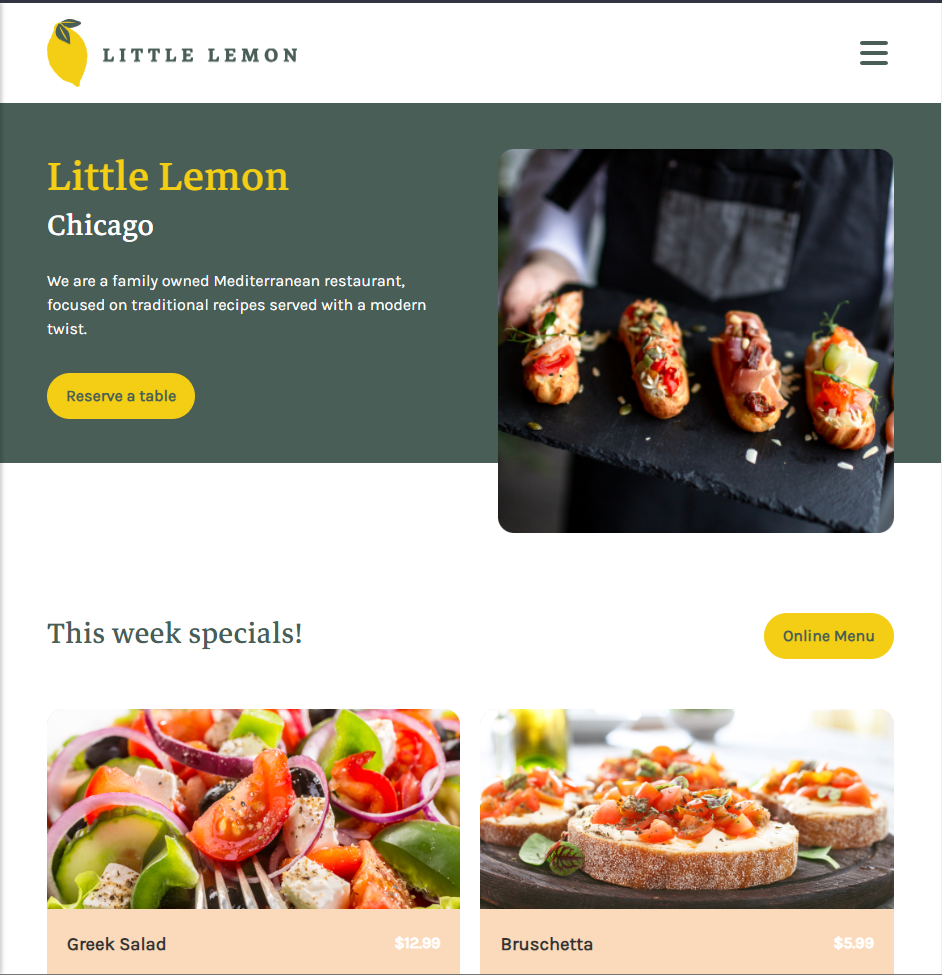 LITTLE LEMON
Little Lemon
Chicago
We are a family owned Mediterranean restaurant,
focused on traditional recipes served with a modern
twist.
Reserve a table
This week specials!
Online Menu
Greek Salad
$12.99
Bruschetta
$5.99